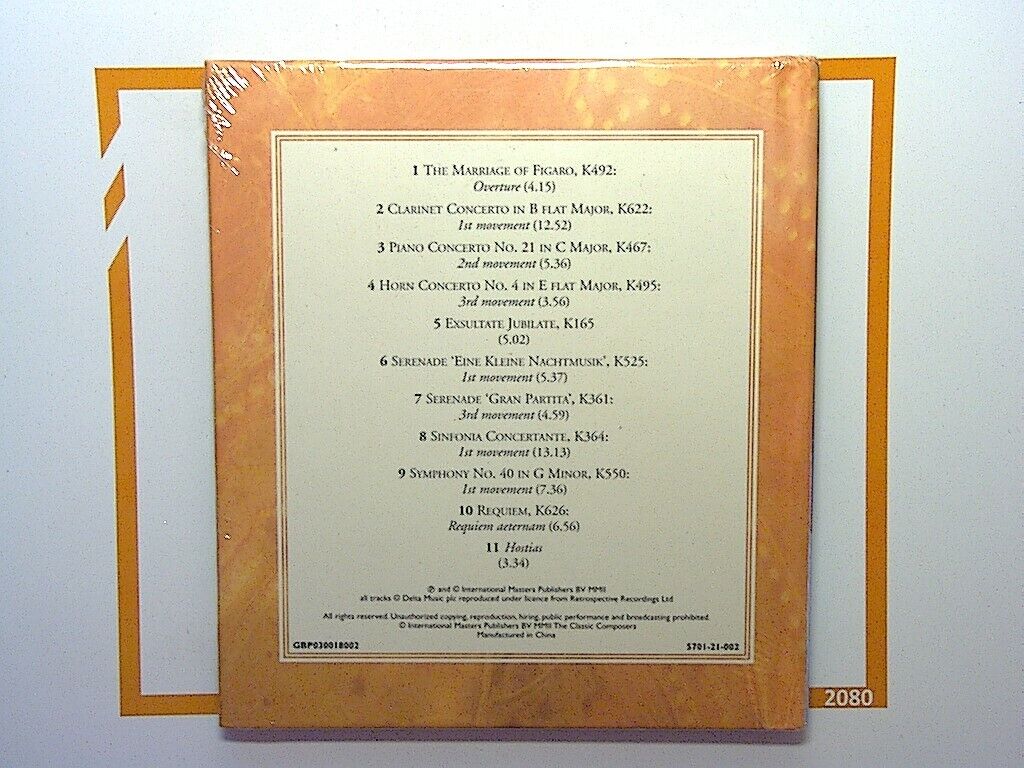 1 The Marriage of Figaro, K492:
Overture (4.15)
2 Clarinet Concerto in B flat Major, K622:
1st movement (12.52)
3 Piano Concerto No. 21 in C Major, K467:
2nd movement (5.36)
4 Horn Concerto No. 4 in E flat Major, K495:
3rd movement (3.56)
5 Exsultate Jubilate, K165
(5.02)
6 Serenade 'Eine Kleine Nachtmusik', K525:
1st movement (5.37)
7 Serenade 'Gran Partita', K361:
3rd movement (4.59)
8 Sinfonia Concertante, K364:
1st movement (13.13)
9 Symphony No. 40 in G Minor, K550:
1st movement (7.36)
10 Requiem, K626:
Requiem aeternam (6.56)
11 Hostias
(3.34)
℗ and © International Masters Publishers BV MMII
all tracks © Delta Music plc reproduced under licence from Retrospective Recordings Ltd
All rights reserved. Unauthorized copying, reproduction, hiring, public performance and broadcasting prohibited.
© International Masters Publishers BV MMII The Classic Composers
Manufactured in China
GBP030018002
5701-21-002
2080